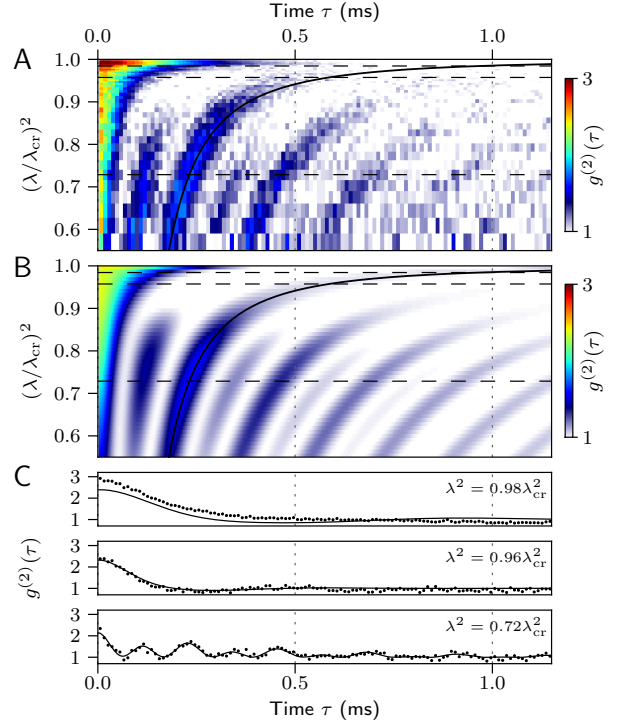 Time τ (ms)
0.0 0.5 1.0
A
1.0
0.9
0.8
0.7
0.6
(λ/λcr)²
3
1
g⁽²⁾(τ)
B
1.0
0.9
0.8
0.7
0.6
(λ/λcr)²
3
1
g⁽²⁾(τ)
C
3
2
1
λ² = 0.98λ²cr
3
2
1
λ² = 0.96λ²cr
g⁽²⁾(τ)
3
2
1
λ² = 0.72λ²cr
0.0 0.5 1.0
Time τ (ms)